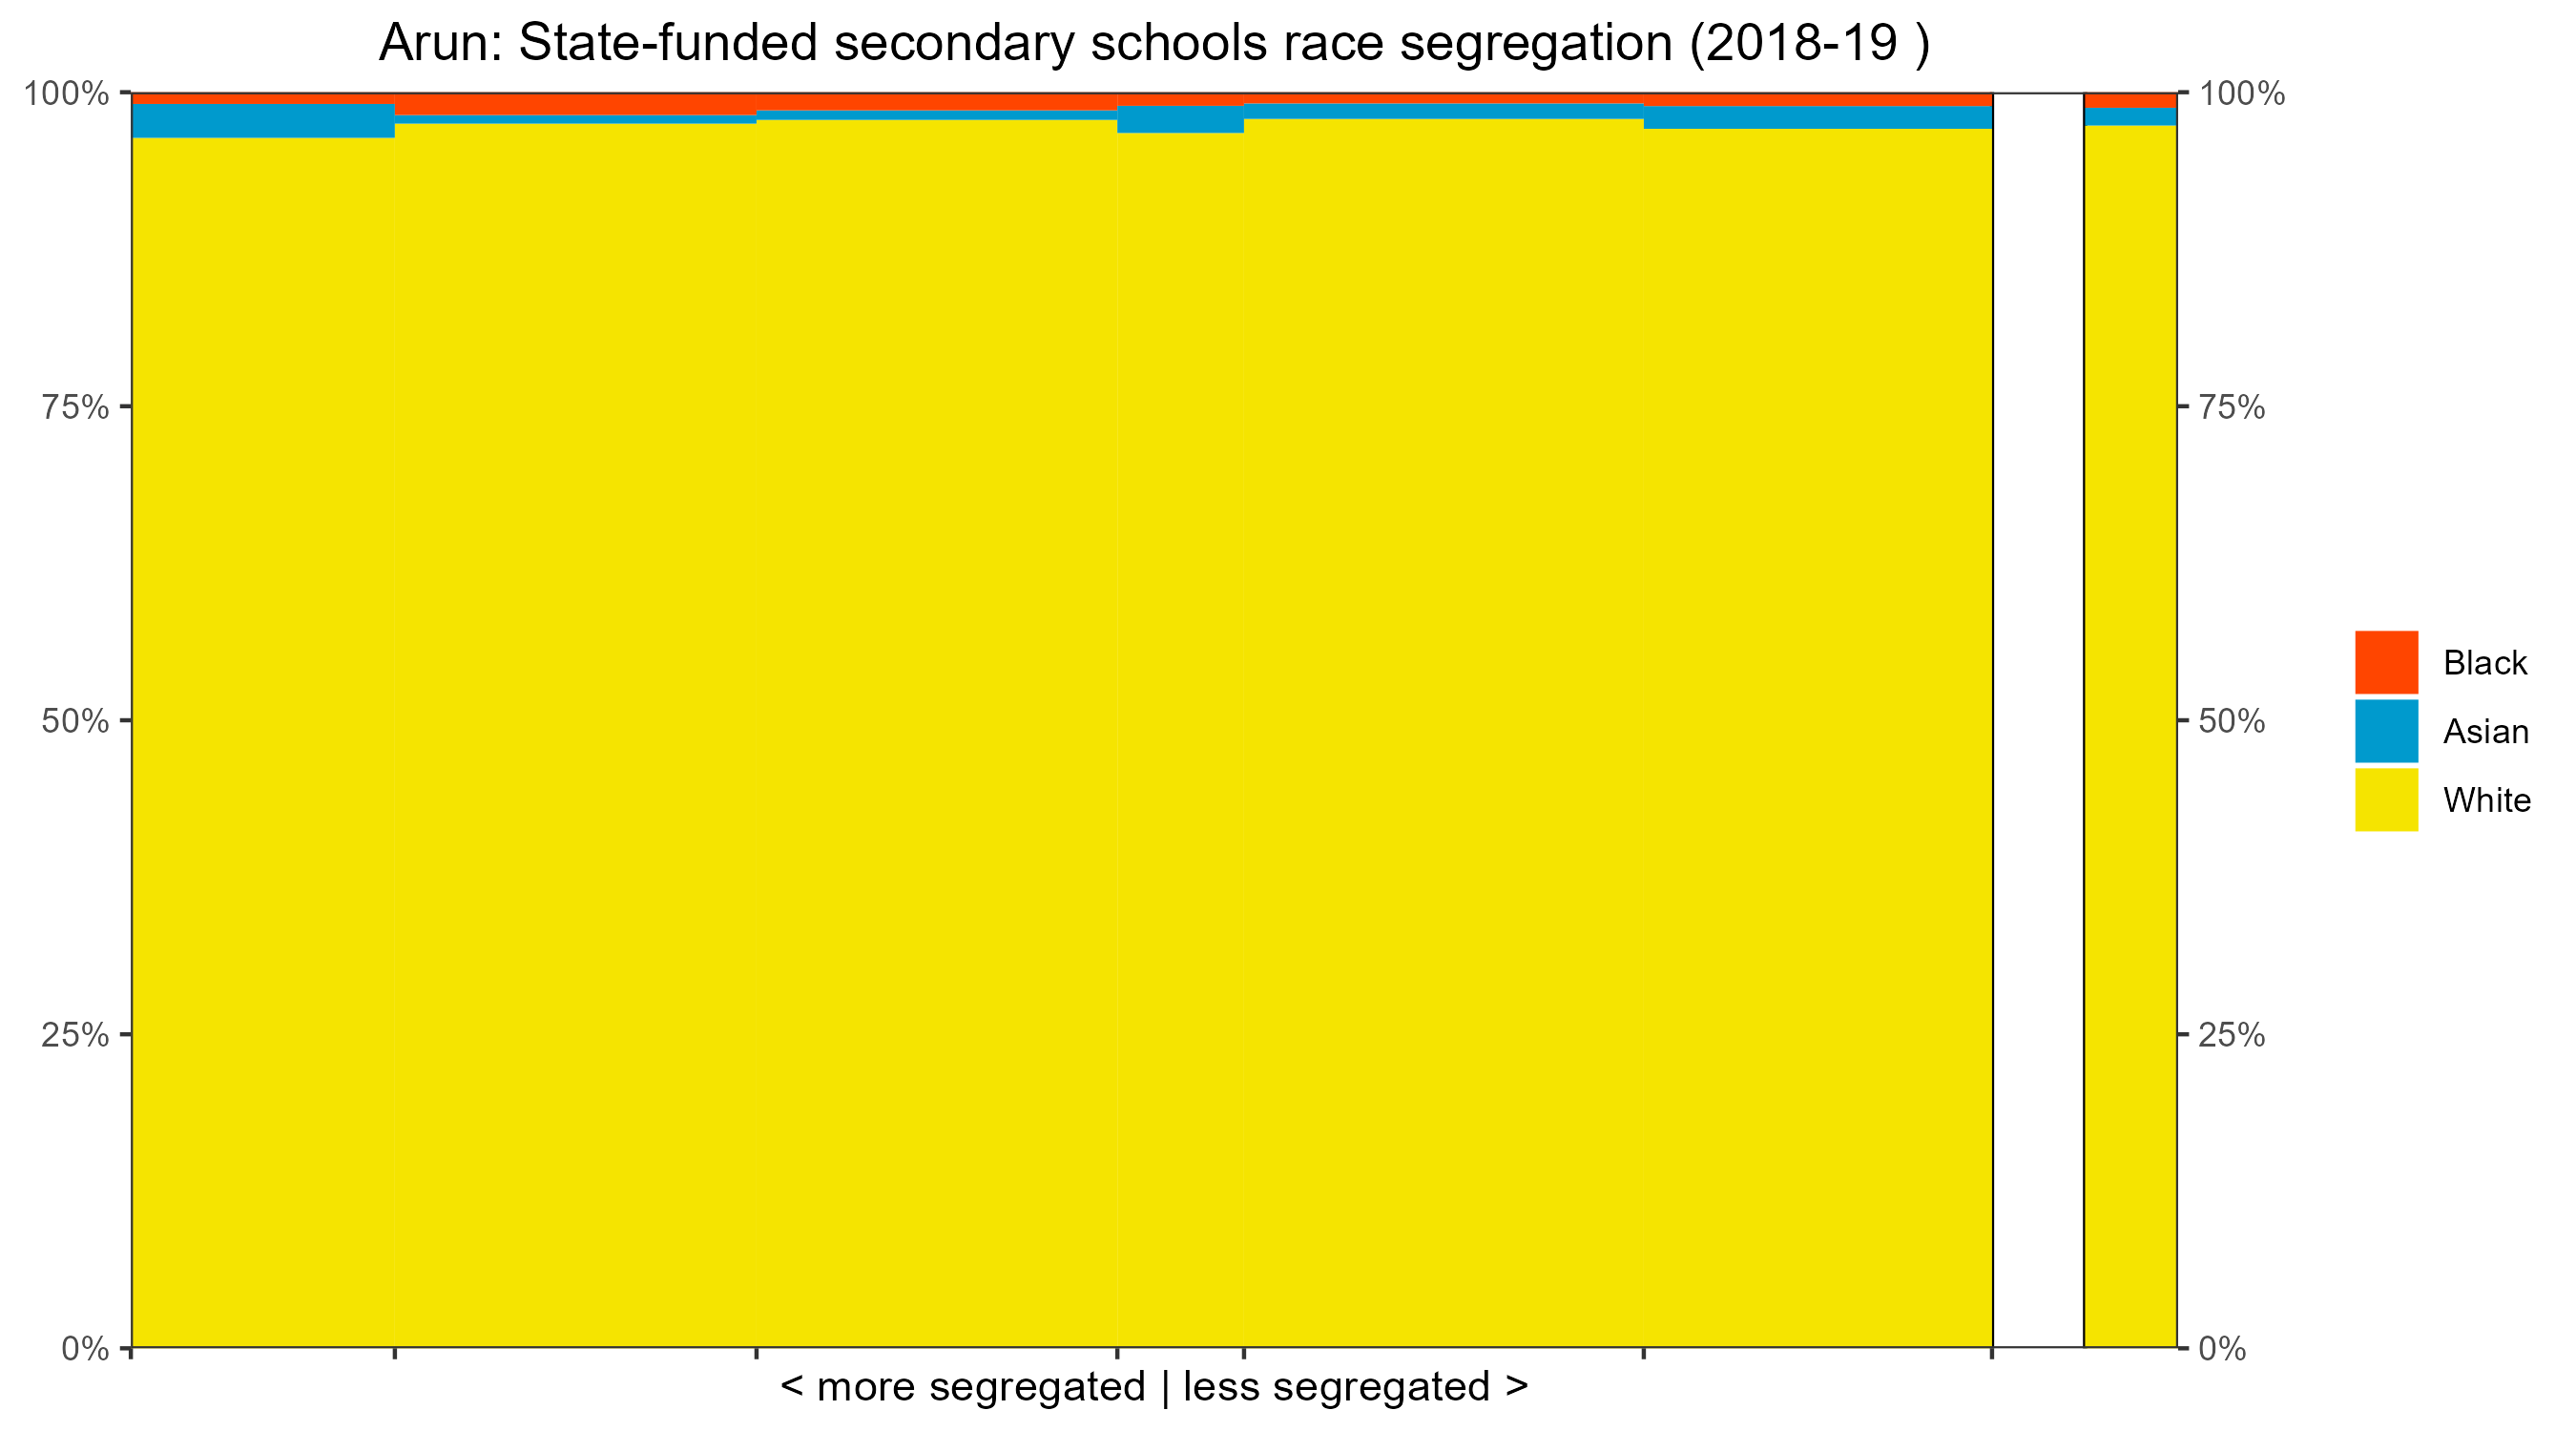 Arun: State-funded secondary schools race segregation (2018-19 )
100%
75%
50%
25%
0%
100%
75%
50%
25%
0%
Black
Asian
White
< more segregated | less segregated >